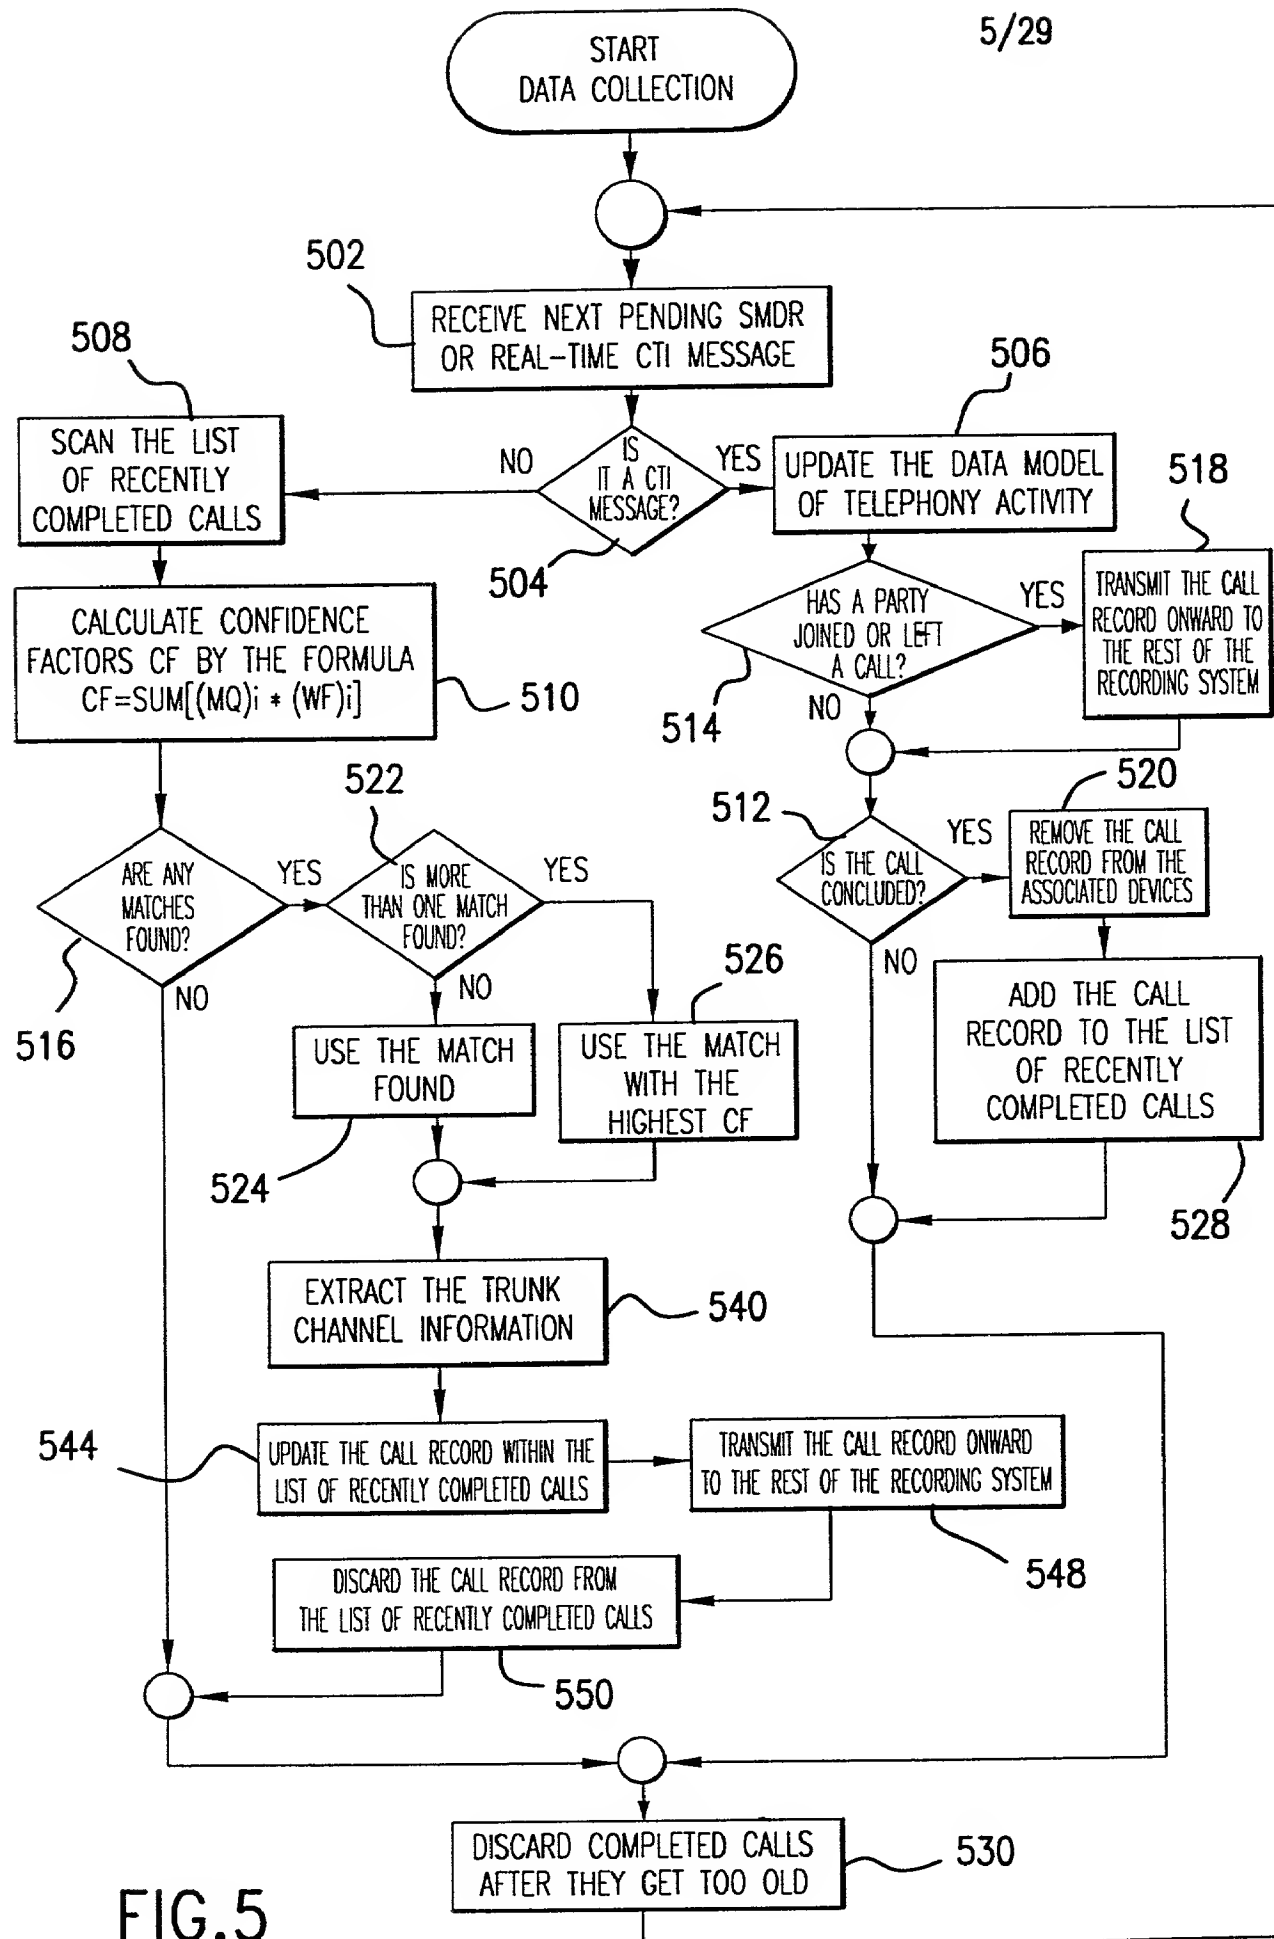 5/29
START
DATA COLLECTION
502
RECEIVE NEXT PENDING SMDR
OR REAL-TIME CTI MESSAGE
508
506
SCAN THE LIST
OF RECENTLY
COMPLETED CALLS
NO
IS
IT A CTI
MESSAGE?
YES
504
UPDATE THE DATA MODEL
OF TELEPHONY ACTIVITY
518
CALCULATE CONFIDENCE
FACTORS CF BY THE FORMULA
CF=SUM[(MQ)i * (WF)i]
510
HAS A PARTY
JOINED OR LEFT
A CALL?
YES
NO
514
TRANSMIT THE CALL
RECORD ONWARD TO
THE REST OF THE
RECORDING SYSTEM
522
512
520
ARE ANY
MATCHES
FOUND?
YES
NO
516
IS MORE
THAN ONE MATCH
FOUND?
YES
NO
IS THE CALL
CONCLUDED?
YES
NO
REMOVE THE CALL
RECORD FROM THE
ASSOCIATED DEVICES
526
USE THE MATCH
FOUND
524
USE THE MATCH
WITH THE
HIGHEST CF
ADD THE CALL
RECORD TO THE LIST
OF RECENTLY
COMPLETED CALLS
528
EXTRACT THE TRUNK
CHANNEL INFORMATION
540
544
UPDATE THE CALL RECORD WITHIN THE
LIST OF RECENTLY COMPLETED CALLS
TRANSMIT THE CALL RECORD ONWARD
TO THE REST OF THE RECORDING SYSTEM
548
DISCARD THE CALL RECORD FROM
THE LIST OF RECENTLY COMPLETED CALLS
550
DISCARD COMPLETED CALLS
AFTER THEY GET TOO OLD
530
FIG.5